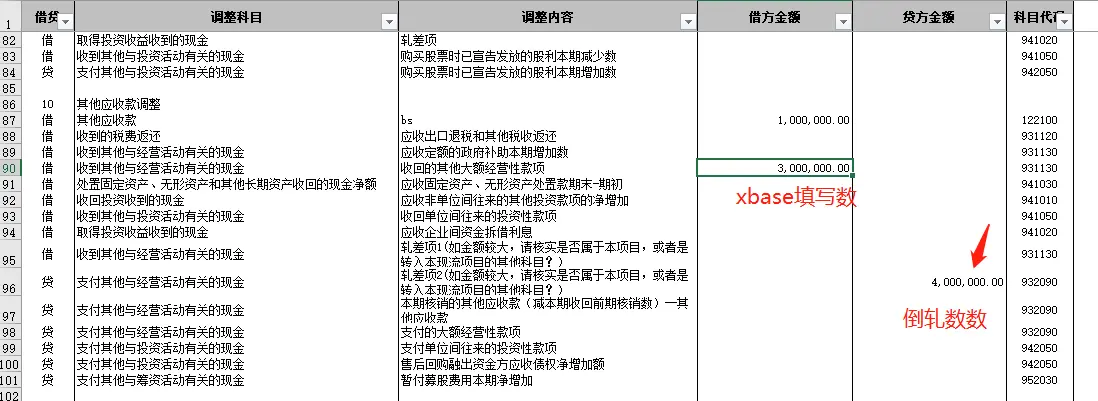 1 借贷 调整科目 调整内容 借方金额 贷方金额 科目代码
82 借 取得投资收益收到的现金 轧差项 941020
83 借 收到其他与投资活动有关的现金 购买股票时已宣告发放的股利本期减少数 941050
84 贷 支付其他与投资活动有关的现金 购买股票时已宣告发放的股利本期增加数 942050
85
86 10 其他应收款调整
87 借 其他应收款 bs 1,000,000.00 122100
88 借 收到的税费返还 应收出口退税和其他税收返还 931120
89 借 收到其他与经营活动有关的现金 应收定额的政府补助本期增加数 931130
90 借 收到其他与经营活动有关的现金 收回的其他大额经营性款项 3,000,000.00 931130
91 借 处置固定资产、无形资产和其他长期资产收回的现金净额 应收固定资产、无形资产处置款期末-期初 941030
xbase填写数
92 借 收回投资收到的现金 应收非单位间往来的其他投资款项的净增加 941010
93 借 收到其他与投资活动有关的现金 收回单位间往来的投资性款项 941050
94 借 取得投资收益收到的现金 应收企业间资金拆借利息 941020
95 借 收到其他与经营活动有关的现金 轧差项1(如金额较大，请核实是否属于本项目，或者是
转入本现流项目的其他科目？) 931130
96 贷 支付其他与经营活动有关的现金 轧差项2(如金额较大，请核实是否属于本项目，或者是
转入本现流项目的其他科目？) 4,000,000.00 932090
97 贷 支付其他与经营活动有关的现金 本期核销的其他应收款（减本期收回前期核销数）—其
他应收款 932090
倒轧数数
98 贷 支付其他与经营活动有关的现金 支付的大额经营性款项 932090
99 贷 支付其他与投资活动有关的现金 支付单位间往来的投资性款项 942050
100 贷 支付其他与投资活动有关的现金 售后回购融出资金方应收债权净增加额 942050
101 贷 支付其他与筹资活动有关的现金 暂付募股费用本期净增加 952030
102